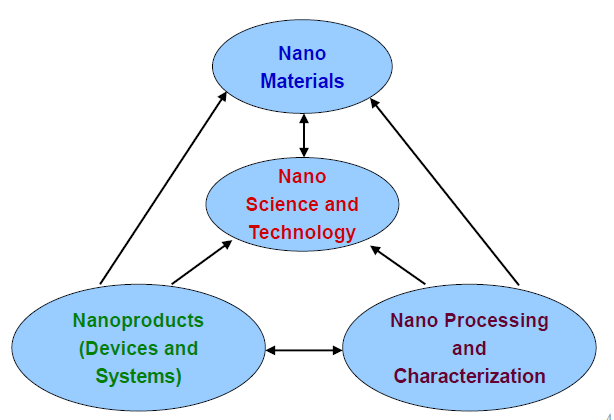 Nano
Materials
Nano
Science and
Technology
Nanoproducts
(Devices and
Systems)
Nano Processing
and
Characterization